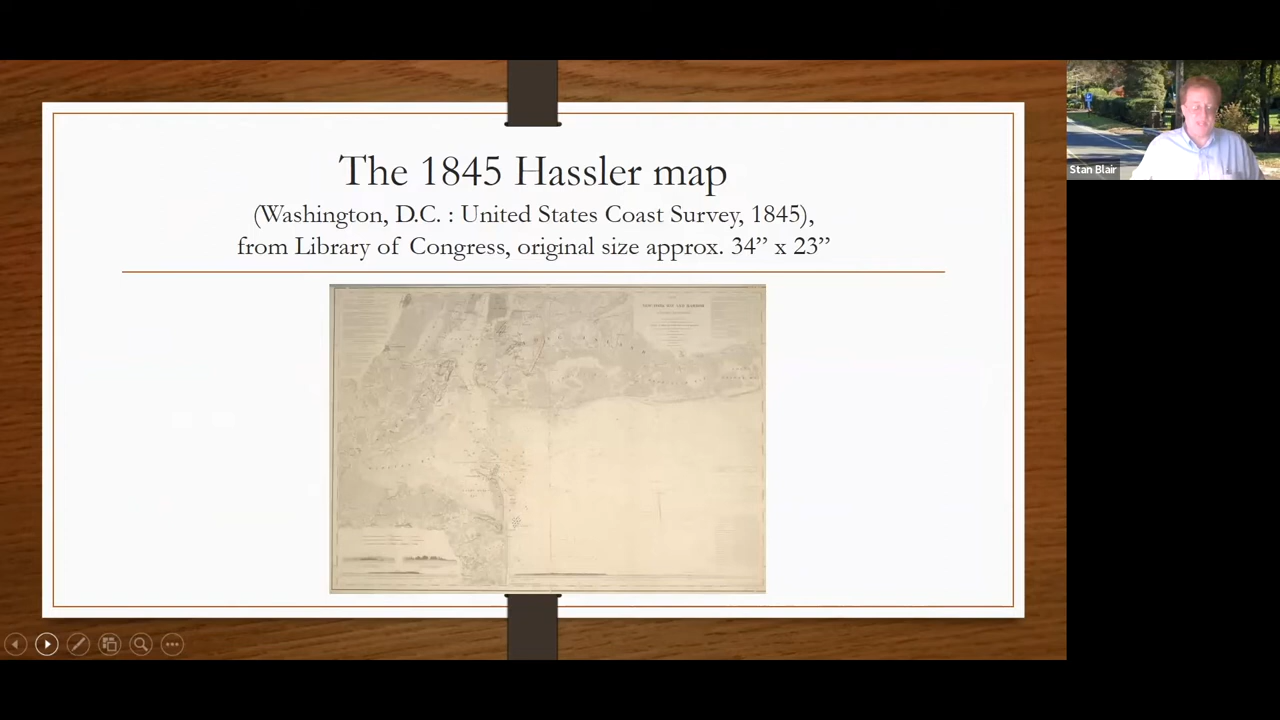 The 1845 Hassler map
(Washington, D.C. : United States Coast Survey, 1845),
from Library of Congress, original size approx. 34” x 23”
Stan Blair